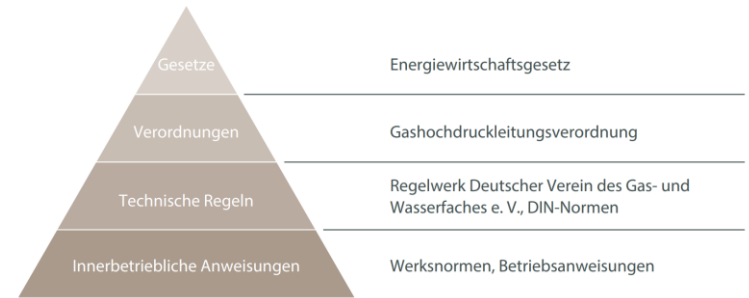 Gesetze
Energiewirtschaftsgesetz
Verordnungen
Gashochdruckleitungsverordnung
Technische Regeln
Regelwerk Deutscher Verein des Gas- und
Wasserfaches e. V., DIN-Normen
Innerbetriebliche Anweisungen
Werksnormen, Betriebsanweisungen